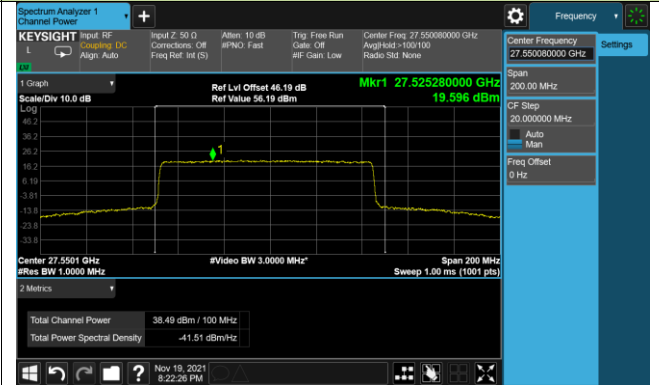 Spectrum Analyzer 1
Channel Power
Frequency
KEYSIGHT
L
Input: RF
Coupling: DC
Align: Auto
Input Z: 50 Ω
Corrections: Off
Freq Ref: Int (S)
Atten: 10 dB
#PNO: Fast
Trig: Free Run
Gate: Off
#IF Gain: Low
Center Freq: 27.550080000 GHz
Avg|Hold:>100/100
Radio Std: None
Center Frequency
27.550080000 GHz
Settings
Span
200.00 MHz
CF Step
20.000000 MHz
Auto
Man
Freq Offset
0 Hz
1 Graph
Scale/Div 10.0 dB
Ref Lvl Offset 46.19 dB
Ref Value 56.19 dBm
Mkr1 27.525280000 GHz
19.596 dBm
Log
46.2
36.2
26.2
16.2
6.19
-3.81
-13.8
-23.8
-33.8
1
Center 27.5501 GHz
#Res BW 1.0000 MHz
#Video BW 3.0000 MHz*
Span 200 MHz
Sweep 1.00 ms (1001 pts)
2 Metrics
Total Channel Power 38.49 dBm / 100 MHz
Total Power Spectral Density -41.51 dBm/Hz
?
Nov 19, 2021
8:22:26 PM